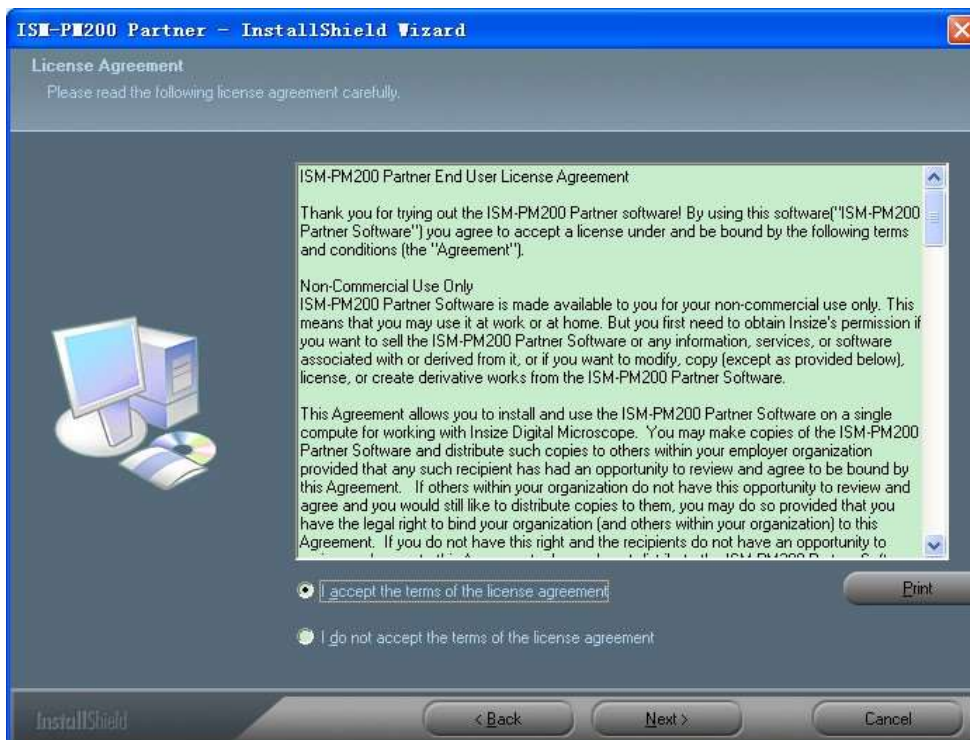 ISM-PM200 Partner - InstallShield Wizard
License Agreement
Please read the following license agreement carefully.
ISM-PM200 Partner End User License Agreement
Thank you for trying out the ISM-PM200 Partner software! By using this software("ISM-PM200
Partner Software") you agree to accept a license under and be bound by the following terms
and conditions (the "Agreement").
Non-Commercial Use Only
ISM-PM200 Partner Software is made available to you for your non-commercial use only. This
means that you may use it at work or at home. But you first need to obtain Insize's permission if
you want to sell the ISM-PM200 Partner Software or any information, services, or software
associated with or derived from it, or if you want to modify, copy (except as provided below),
license, or create derivative works from the ISM-PM200 Partner Software.
This Agreement allows you to install and use the ISM-PM200 Partner Software on a single
compute for working with Insize Digital Microscope. You may make copies of the ISM-PM200
Partner Software and distribute such copies to others within your employer organization
provided that any such recipient has had an opportunity to review and agree to be bound by
this Agreement. If others within your organization do not have this opportunity to review and
agree and you would still like to distribute copies to them, you may do so provided that you
have the legal right to bind your organization (and others within your organization) to this
Agreement. If you do not have this right and the recipients do not have an opportunity to
I accept the terms of the license agreement
Print
I do not accept the terms of the license agreement
InstallShield
< Back
Next >
Cancel